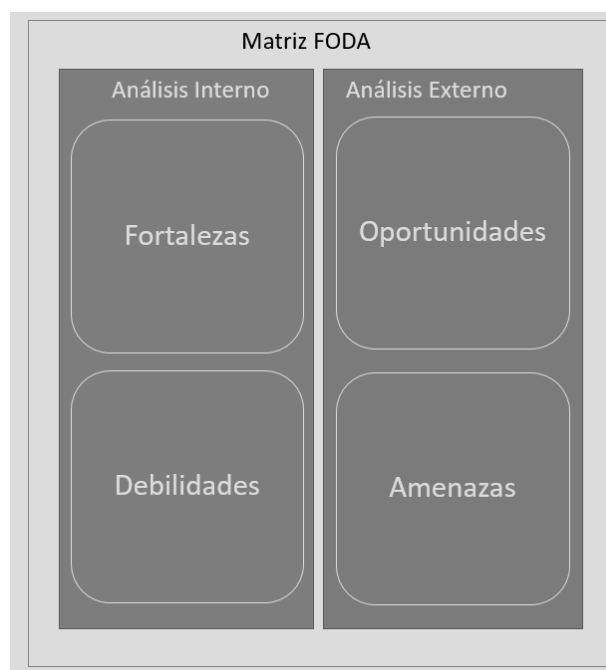 Matriz FODA
Análisis Interno
Fortalezas
Debilidades
Análisis Externo
Oportunidades
Amenazas